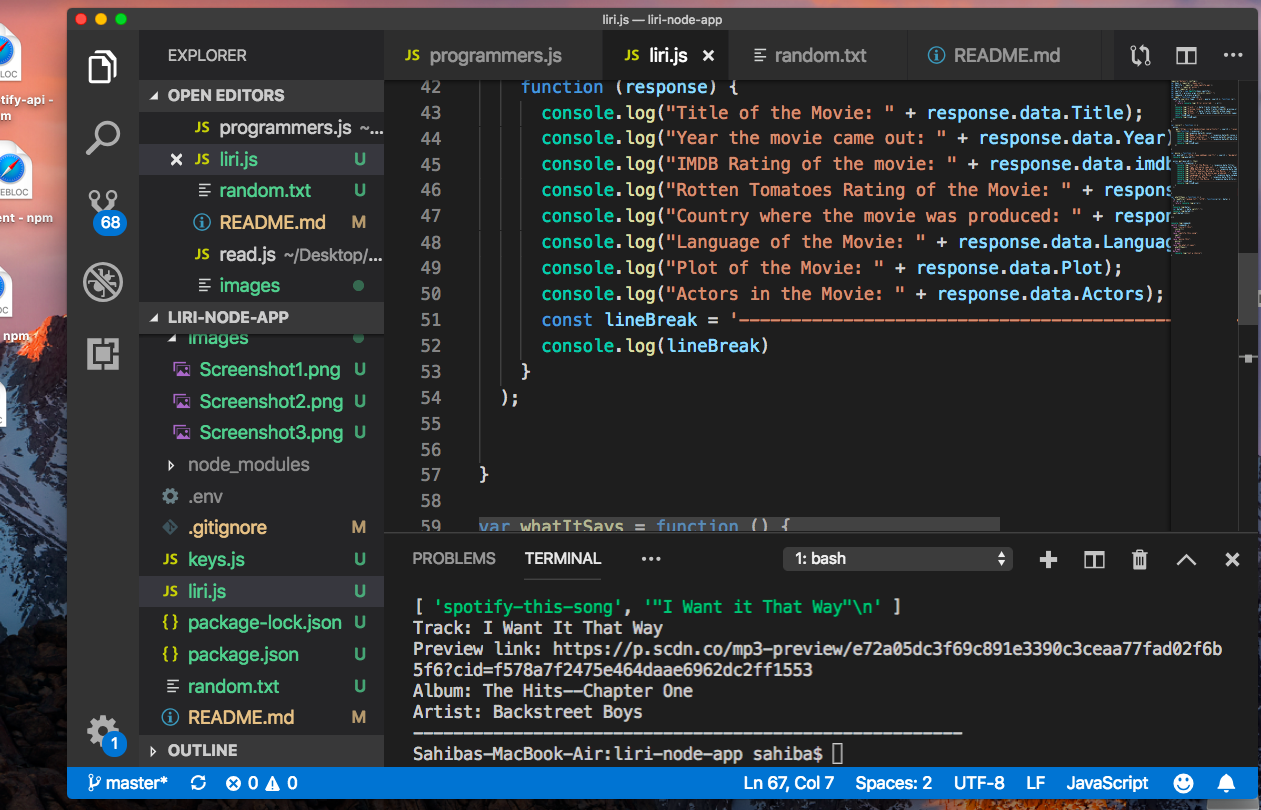 liri.js — liri-node-app
LOC
tify-api -
m
EBLOC
ent - npm
OC
npm
EXPLORER
OPEN EDITORS
JS programmers.js ~...
JS liri.js U
random.txt U
README.md M
JS read.js ~/Desktop/...
images
LIRI-NODE-APP
images
Screenshot1.png U
Screenshot2.png U
Screenshot3.png U
node_modules
.env
.gitignore M
JS keys.js U
JS liri.js U
{} package-lock.json U
{} package.json U
random.txt U
README.md M
OUTLINE
68
1
JS programmers.js JS liri.js random.txt README.md
42 function (response) {
43 console.log("Title of the Movie: " + response.data.Title);
44 console.log("Year the movie came out: " + response.data.Year)
45 console.log("IMDB Rating of the movie: " + response.data.imdb
46 console.log("Rotten Tomatoes Rating of the Movie: " + respons
47 console.log("Country where the movie was produced: " + respon
48 console.log("Language of the Movie: " + response.data.Languag
49 console.log("Plot of the Movie: " + response.data.Plot);
50 console.log("Actors in the Movie: " + response.data.Actors);
51 const lineBreak = '------------------------------------------
52 console.log(lineBreak)
53 }
54 );
55
56
57 }
58
59 var whatItSays = function () {
PROBLEMS TERMINAL ••• 1: bash
[ 'spotify-this-song', '"I Want it That Way"\n' ]
Track: I Want It That Way
Preview link: https://p.scdn.co/mp3-preview/e72a05dc3f69c891e3390c3ceaa77fad02f6b
5f6?cid=f578a7f2475e464daae6962dc2ff1553
Album: The Hits--Chapter One
Artist: Backstreet Boys
-------------------------------------------------------
Sahibas-MacBook-Air:liri-node-app sahiba$
master* 0 0 Ln 67, Col 7 Spaces: 2 UTF-8 LF JavaScript